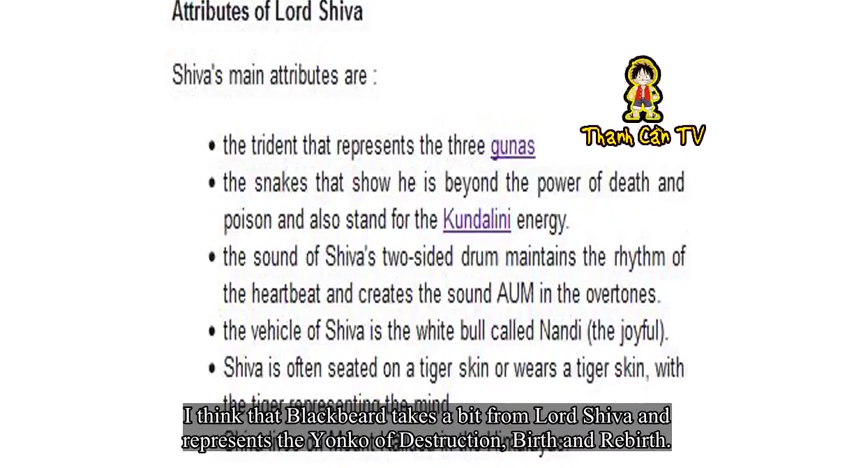 Attributes of Lord Shiva
Shiva's main attributes are :
• the trident that represents the three gunas
• the snakes that show he is beyond the power of death and
poison and also stand for the Kundalini energy.
• the sound of Shiva's two-sided drum maintains the rhythm of
the heartbeat and creates the sound AUM in the overtones.
• the vehicle of Shiva is the white bull called Nandi (the joyful).
• Shiva is often seated on a tiger skin or wears a tiger skin, with
the tiger representing the mind.
Thanh Cần TV
I think that Blackbeard takes a bit from Lord Shiva and
represents the Yonko of Destruction, Birth and Rebirth.